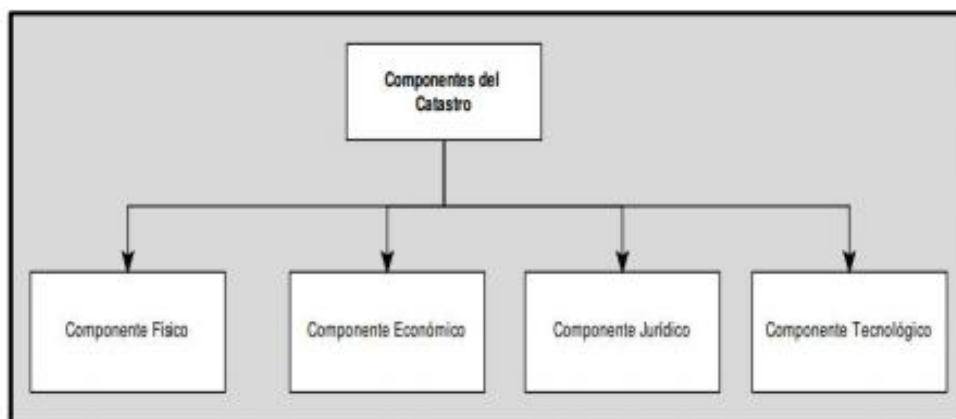 Componentes del
Catastro
Componente Físico
Componente Económico
Componente Jurídico
Componente Tecnológico